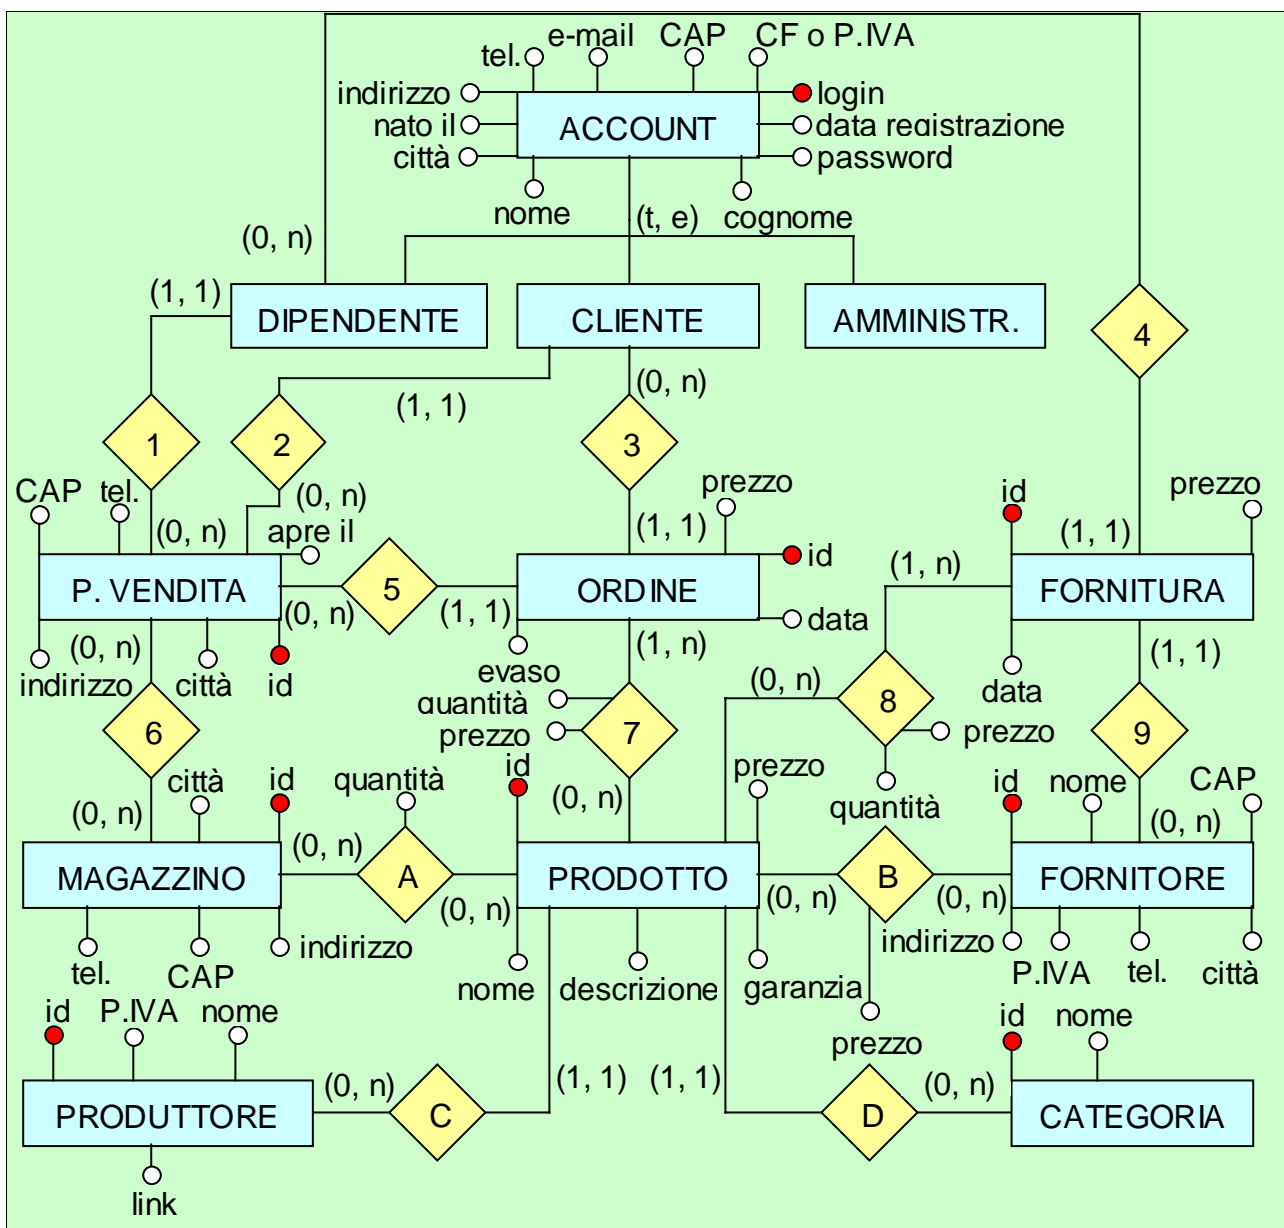 e-mail CAP CF o P.IVA
tel.
indirizzo login
nato il ACCOUNT data registrazione
città password
nome (t, e) cognome
(0, n)
(1, 1)
DIPENDENTE CLIENTE AMMINISTR. 4
(0, n)
(1, 1)
1 2 3
CAP tel. (0, n) prezzo id prezzo
(0, n) apre il (1, 1) (1, 1)
id
P. VENDITA 5 ORDINE (1, n) FORNITURA
(0, n) (1, 1) data
(0, n) (1, n) (1, 1)
indirizzo città id evaso (0, n) data
quantità 8
6 prezzo 7 prezzo 9
città id quantità id prezzo id nome CAP
(0, n) (0, n) quantità (0, n)
(0, n)
MAGAZZINO A PRODOTTO B FORNITORE
(0, n) (0, n) (0, n)
indirizzo indirizzo
tel. CAP nome descrizione garanzia P.IVA tel. città
id P.IVA nome id nome
prezzo
(0, n) (1, 1) (1, 1) (0, n)
PRODUTTORE C D CATEGORIA
link